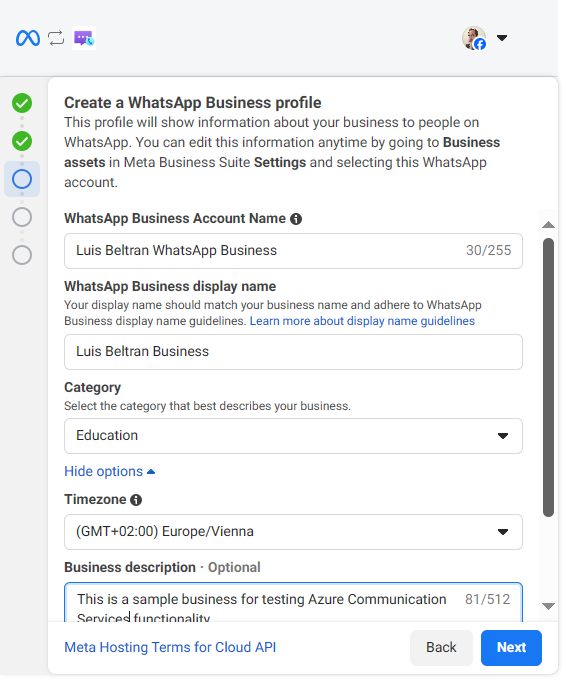 Create a WhatsApp Business profile
This profile will show information about your business to people on
WhatsApp. You can edit this information anytime by going to Business
assets in Meta Business Suite Settings and selecting this WhatsApp
account.
WhatsApp Business Account Name
Luis Beltran WhatsApp Business 30/255
WhatsApp Business display name
Your display name should match your business name and adhere to WhatsApp
Business display name guidelines. Learn more about display name guidelines
Luis Beltran Business
Category
Select the category that best describes your business.
Education
Hide options
Timezone
(GMT+02:00) Europe/Vienna
Business description · Optional
This is a sample business for testing Azure Communication 81/512
Services functionality
Meta Hosting Terms for Cloud API Back Next